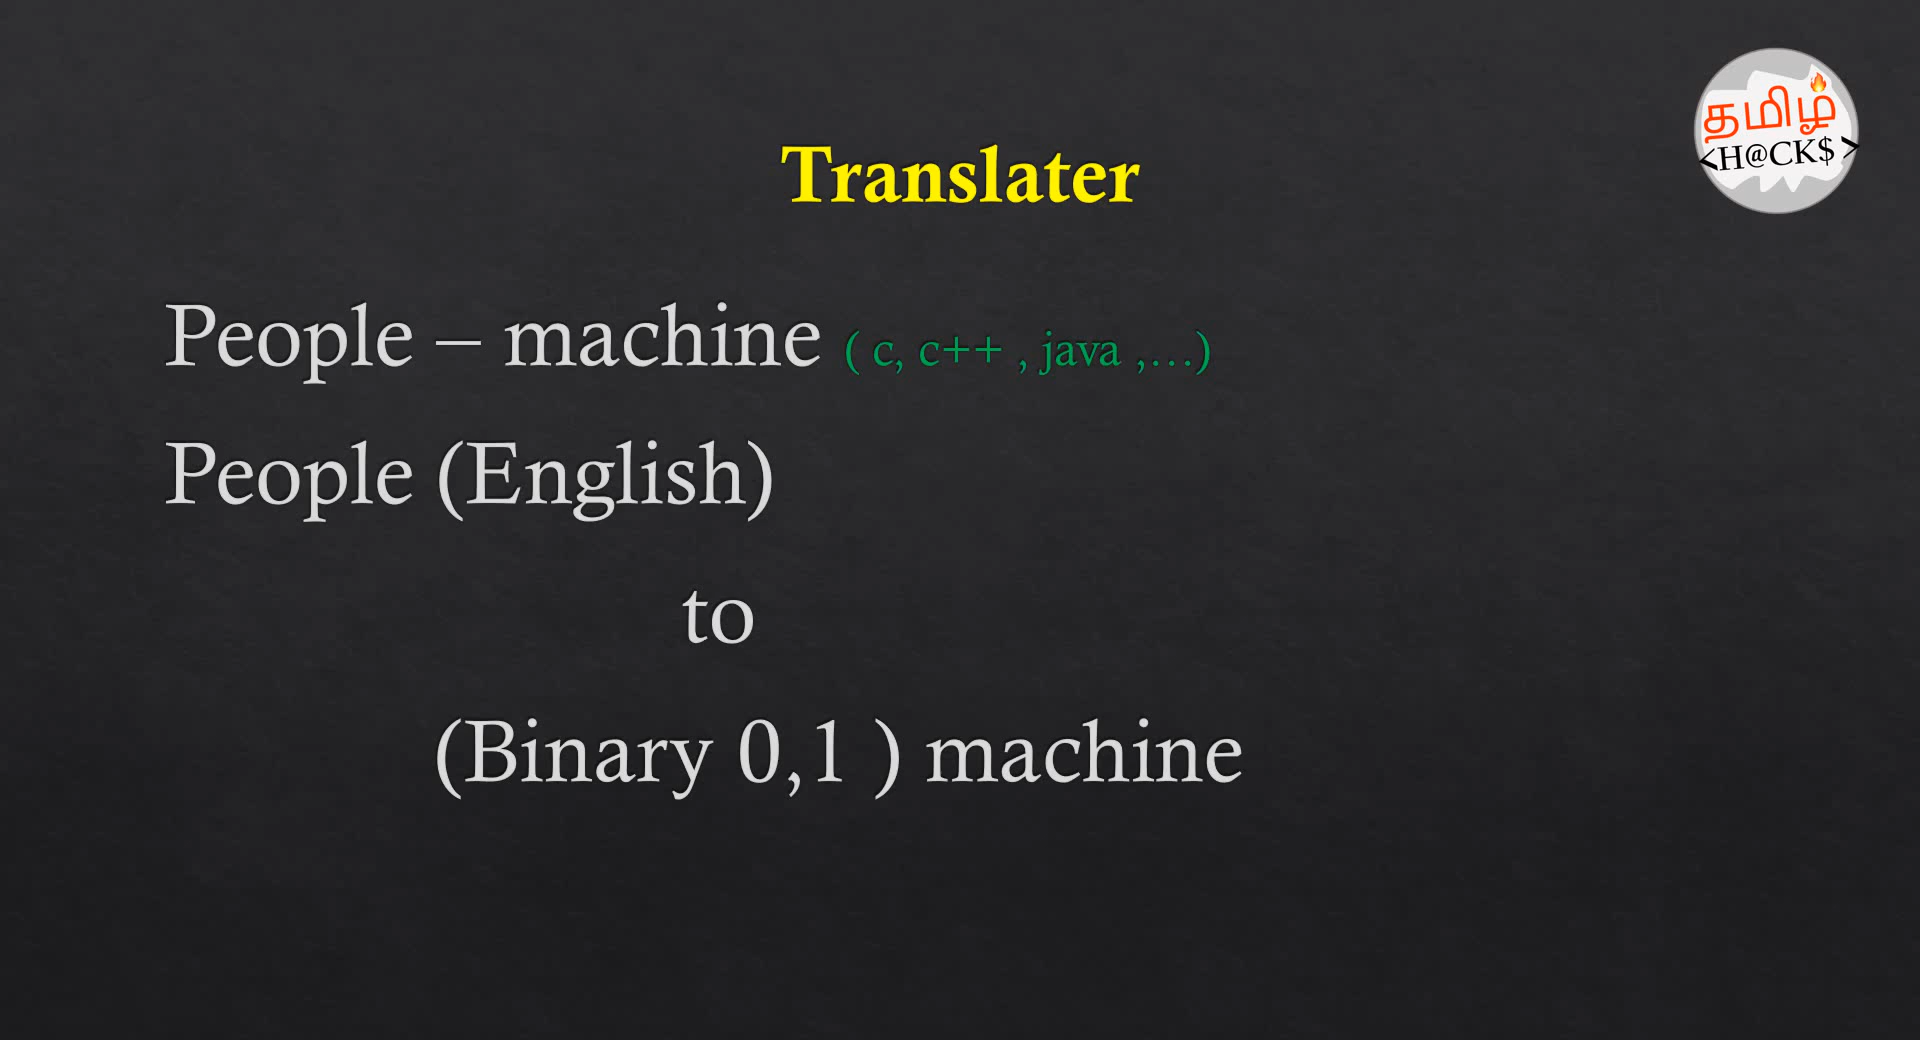 தமிழ்
<H@CK$>
Translater
People – machine ( c, c++ , java ,...)
People (English)
to
(Binary 0,1 ) machine